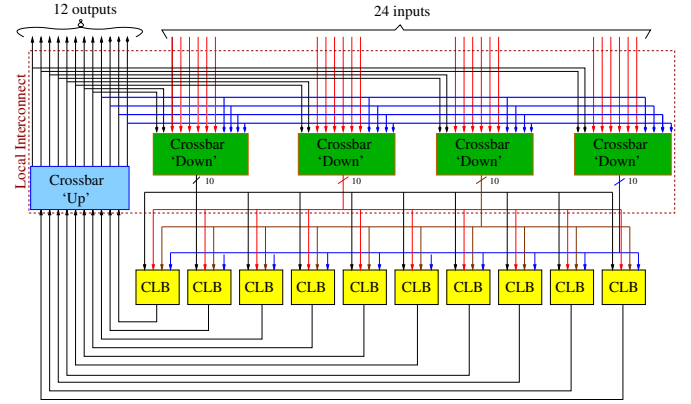 12 outputs
&
24 inputs
Local Interconnect
Crossbar
‘Down’
Crossbar
‘Down’
Crossbar
‘Down’
Crossbar
‘Down’
10
10
10
10
Crossbar
‘Up’
CLB
CLB
CLB
CLB
CLB
CLB
CLB
CLB
CLB
CLB